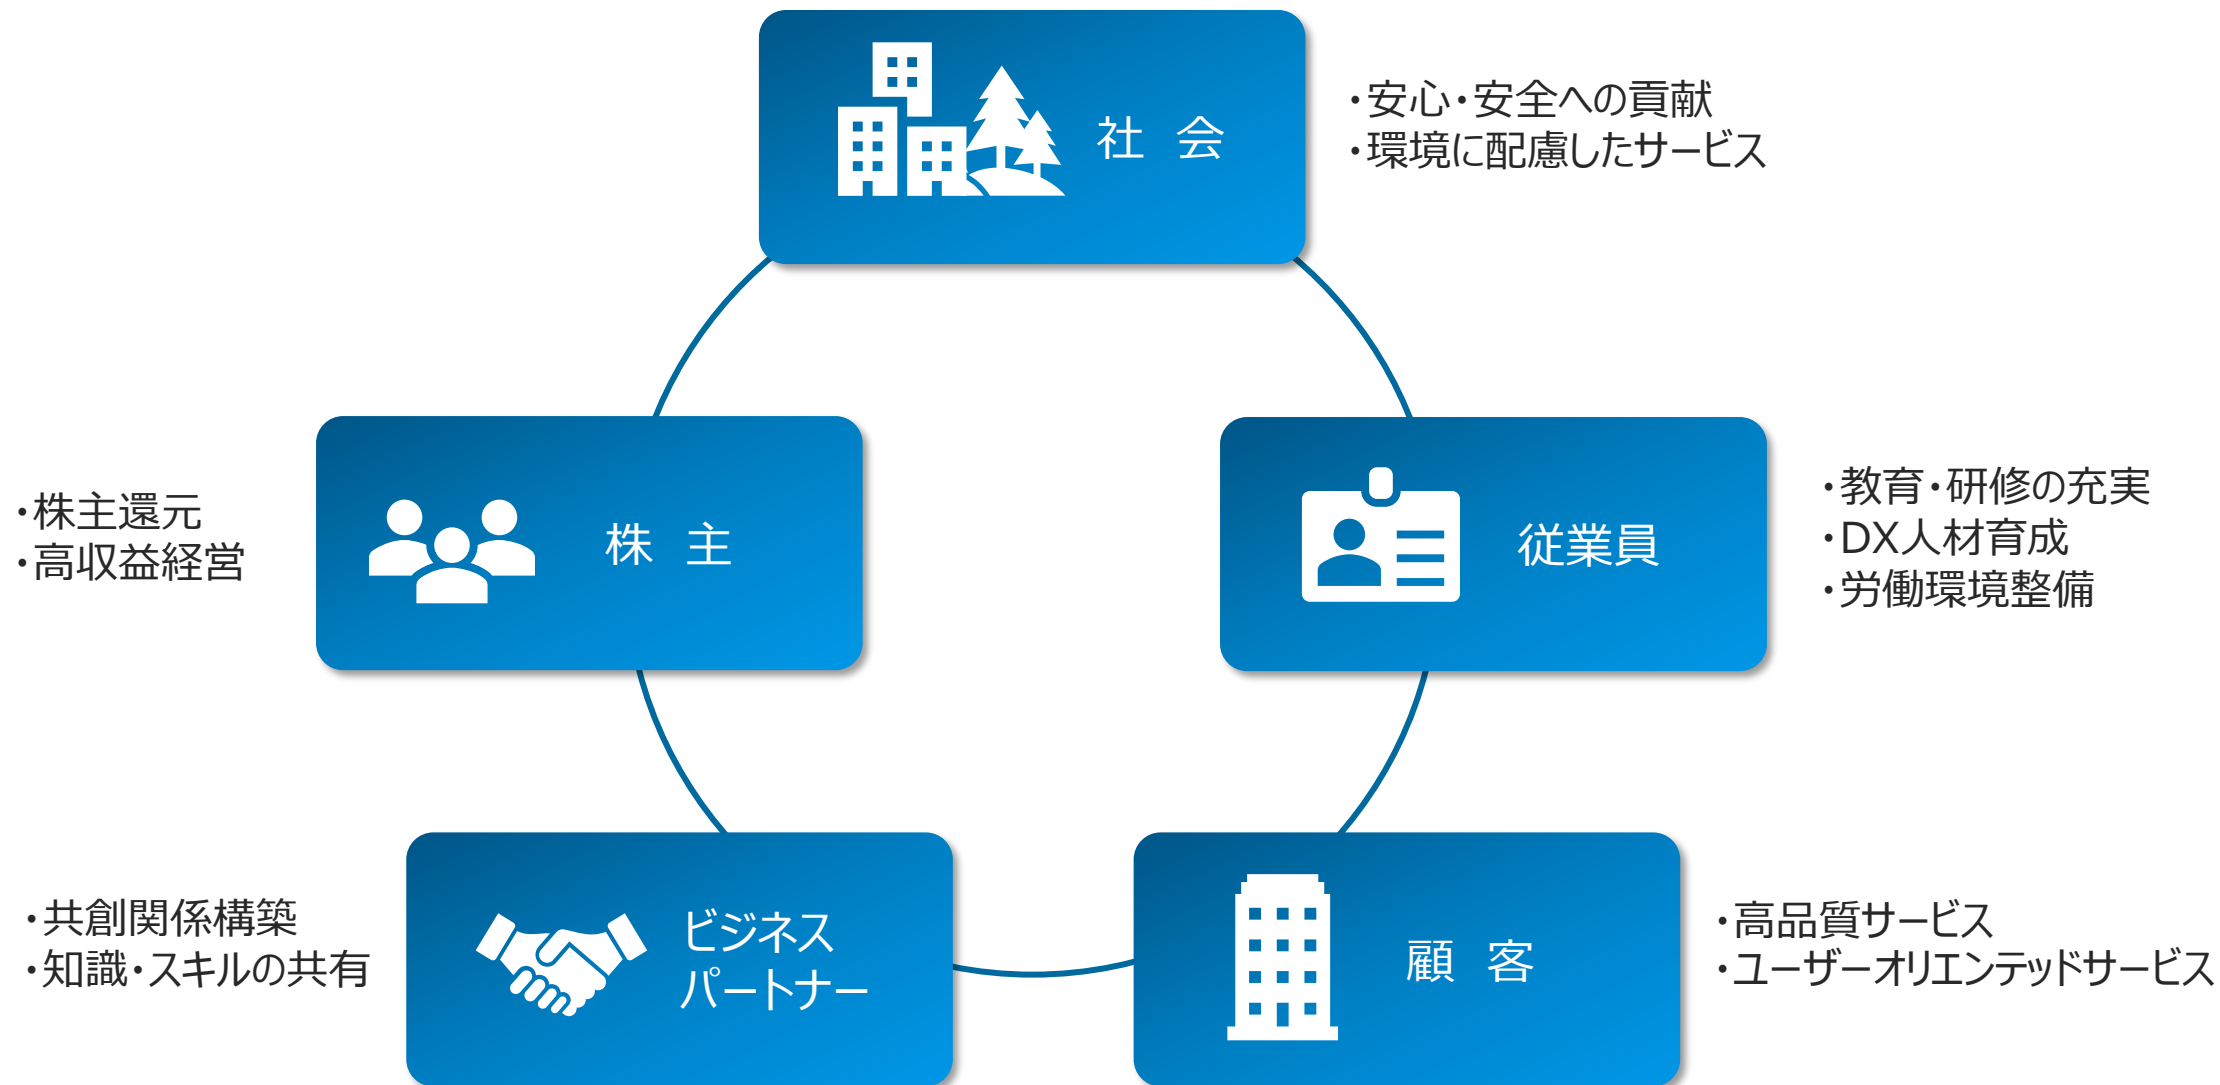 社 会
・安心・安全への貢献
・環境に配慮したサービス
・株主還元
・高収益経営
株 主
従業員
・教育・研修の充実
・DX人材育成
・労働環境整備
・共創関係構築
・知識・スキルの共有
ビジネス
パートナー
顧 客
・高品質サービス
・ユーザーオリエンテッドサービス